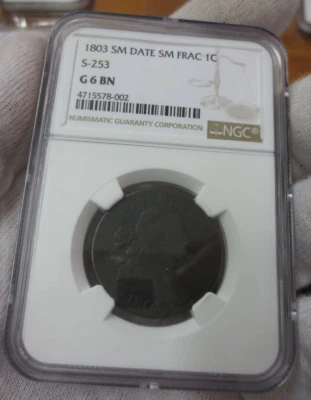 1803 SM DATE SM FRAC 1C
S-253
G 6 BN
4715578-002
NUMISMATIC GUARANTY CORPORATION
NGC®